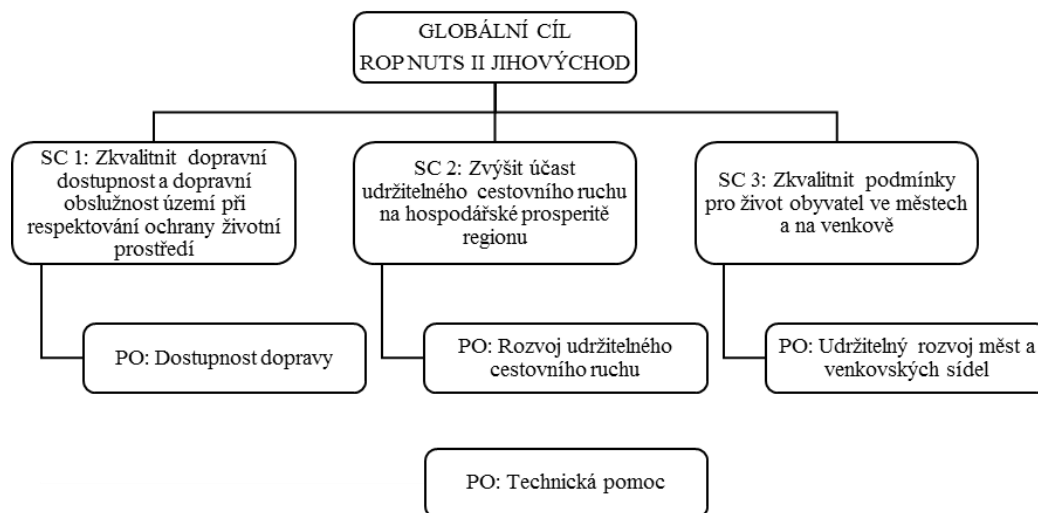 GLOBÁLNÍ CÍL
ROP NUTS II JIHOVÝCHOD
SC 1: Zkvalitnit dopravní
dostupnost a dopravní
obslužnost území při
respektování ochrany životní
prostředí
SC 2: Zvýšit účast
udržitelného cestovního ruchu
na hospodářské prosperitě
regionu
SC 3: Zkvalitnit podmínky
pro život obyvatel ve městech
a na venkově
PO: Dostupnost dopravy
PO: Rozvoj udržitelného
cestovního ruchu
PO: Udržitelný rozvoj měst a
venkovských sídel
PO: Technická pomoc